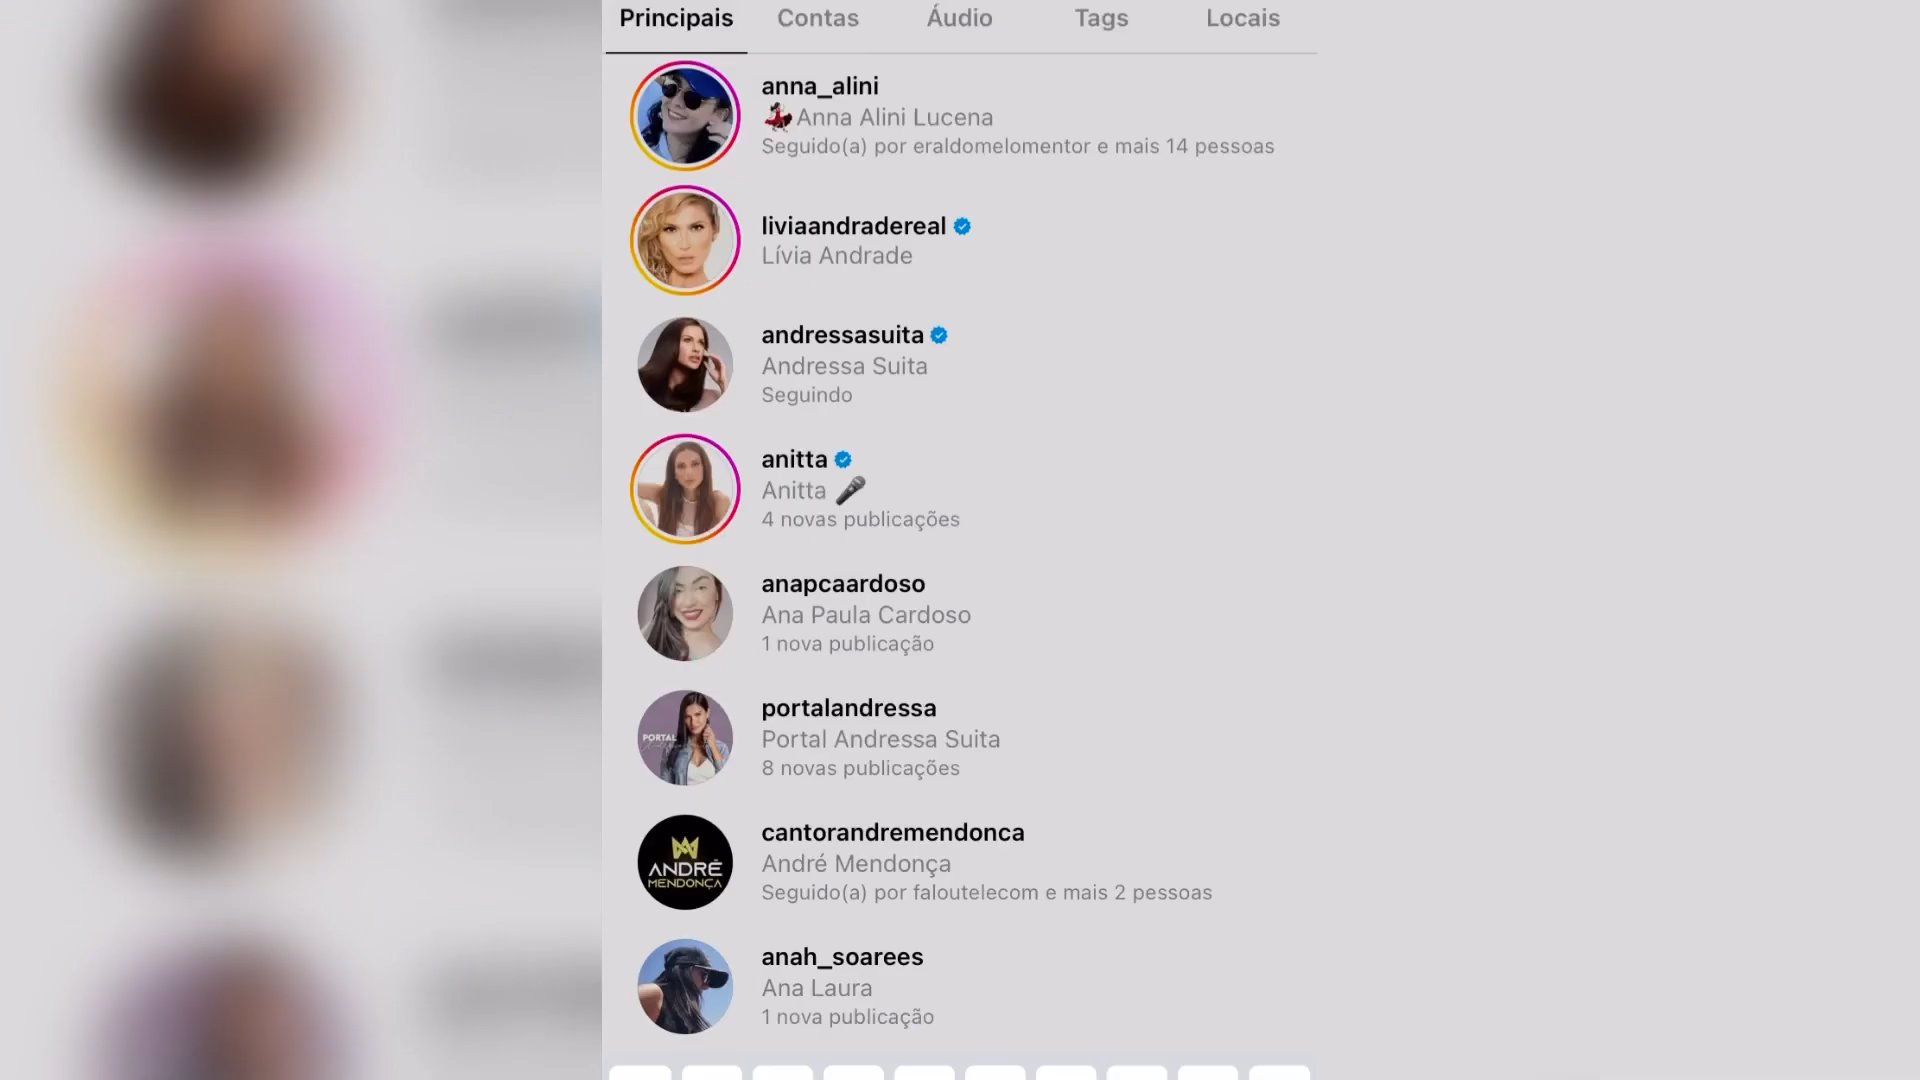 Principais Contas Áudio Tags Locais
anna_alini
💃Anna Alini Lucena
Seguido(a) por eraldomelomentor e mais 14 pessoas
liviaandradereal
Lívia Andrade
andressasuita
Andressa Suita
Seguindo
anitta
Anitta 🎤
4 novas publicações
anapcaardoso
Ana Paula Cardoso
1 nova publicação
PORTAL
portalandressa
Portal Andressa Suita
8 novas publicações
ANDRÉ
MENDONÇA
cantorandremendonca
André Mendonça
Seguido(a) por faloutelecom e mais 2 pessoas
anah_soarees
Ana Laura
1 nova publicação